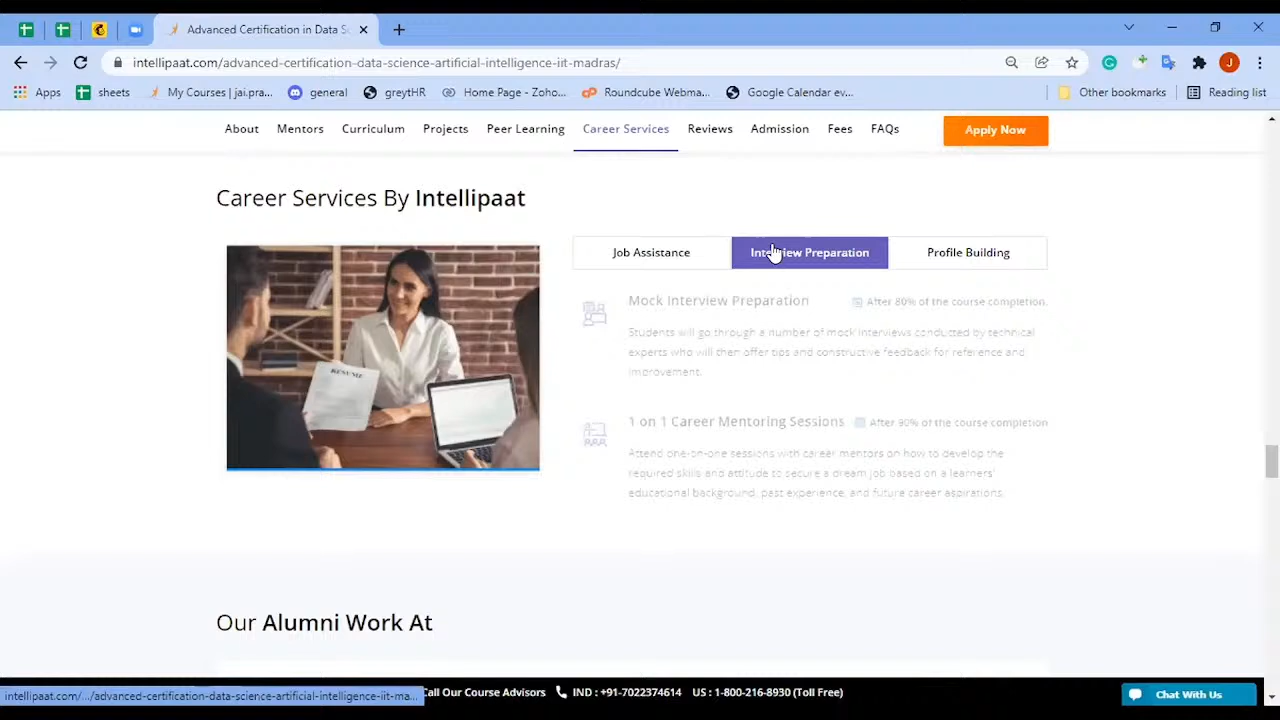 Advanced Certification in Data Sc
intellipaat.com/advanced-certification-data-science-artificial-intelligence-iit-madras/
J
Apps sheets My Courses | jai.pra... general greytHR Home Page - Zoho... Roundcube Webma... Google Calendar ev... Other bookmarks Reading list
About Mentors Curriculum Projects Peer Learning Career Services Reviews Admission Fees FAQs Apply Now
Career Services By Intellipaat
Job Assistance Interview Preparation Profile Building
RESUME
Mock Interview Preparation After 80% of the course completion.
Students will go through a number of mock interviews conducted by technical
experts who will then offer tips and constructive feedback for reference and
improvement.
1 on 1 Career Mentoring Sessions After 90% of the course completion
Attend one-on-one sessions with career mentors on how to develop the
required skills and attitude to secure a dream job based on a learners'
educational background, past experience, and future career aspirations.
Our Alumni Work At
intellipaat.com/.../advanced-certification-data-science-artificial-intelligence-iit-ma... Call Our Course Advisors IND : +91-7022374614 US : 1-800-216-8930 (Toll Free) Chat With Us